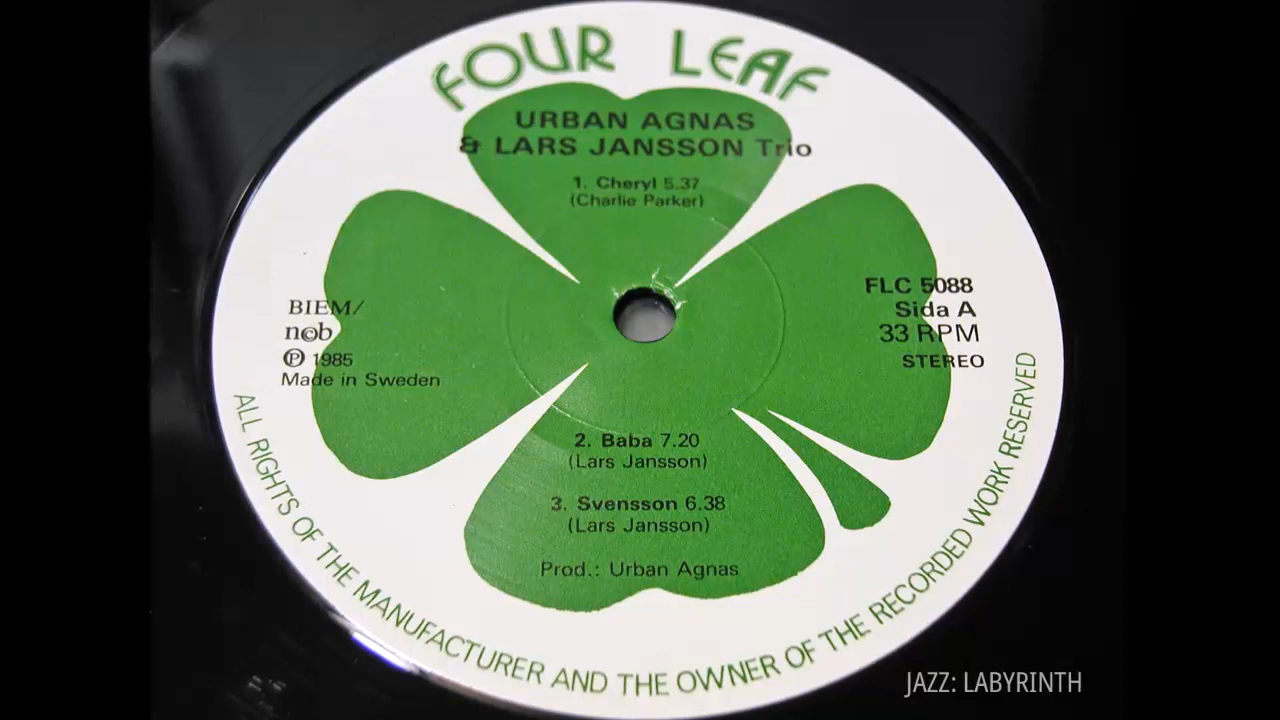 FOUR LEAF
URBAN AGNAS
& LARS JANSSON Trio
1. Cheryl 5.37
(Charlie Parker)
BIEM/
n©b
Ⓟ 1985
Made in Sweden
FLC 5088
Sida A
33 RPM
STEREO
2. Baba 7.20
(Lars Jansson)
3. Svensson 6.38
(Lars Jansson)
Prod.: Urban Agnas
ALL RIGHTS OF THE MANUFACTURER AND THE OWNER OF THE RECORDED WORK RESERVED
JAZZ: LABYRINTH